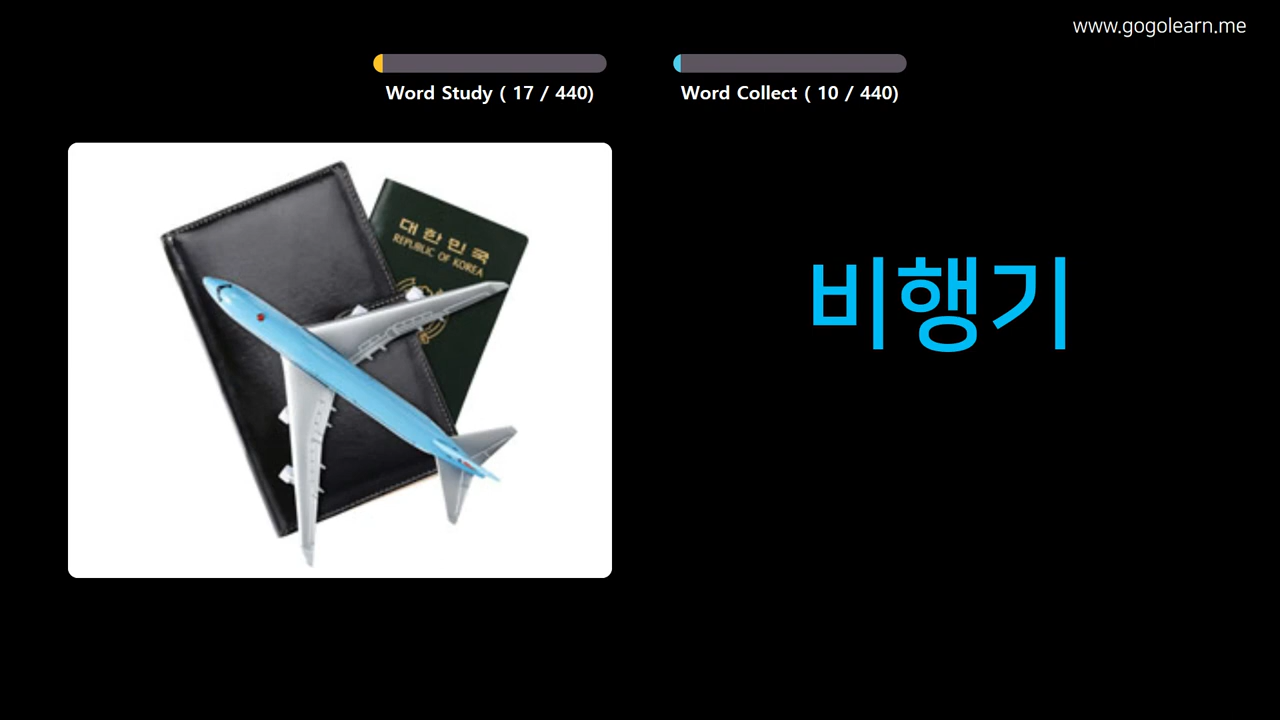 www.gogolearn.me
Word Study ( 17 / 440)
Word Collect ( 10 / 440)
대한민국
REPUBLIC OF KOREA
비행기